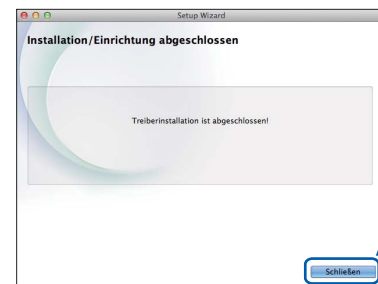 Setup Wizard
Installation/Einrichtung abgeschlossen
Treiberinstallation ist abgeschlossen!
Schließen